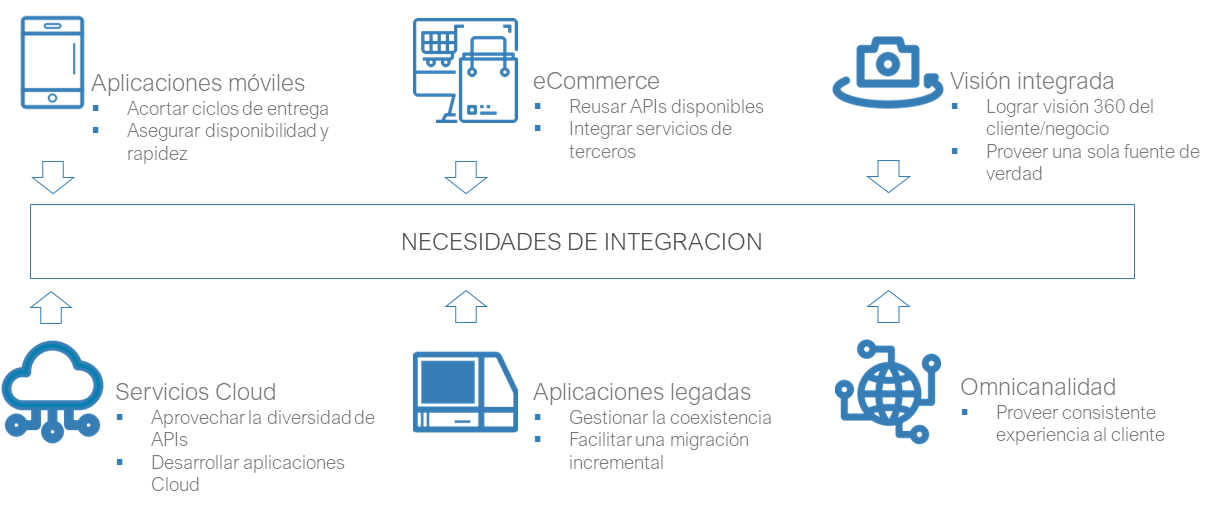 Aplicaciones móviles
▪ Acortar ciclos de entrega
▪ Asegurar disponibilidad y
rapidez
eCommerce
▪ Reusar APIs disponibles
▪ Integrar servicios de
terceros
Visión integrada
▪ Lograr visión 360 del
cliente/negocio
▪ Proveer una sola fuente de
verdad
NECESIDADES DE INTEGRACION
Servicios Cloud
▪ Aprovechar la diversidad de
APIs
▪ Desarrollar aplicaciones
Cloud
Aplicaciones legadas
▪ Gestionar la coexistencia
▪ Facilitar una migración
incremental
Omnicanalidad
▪ Proveer consistente
experiencia al cliente